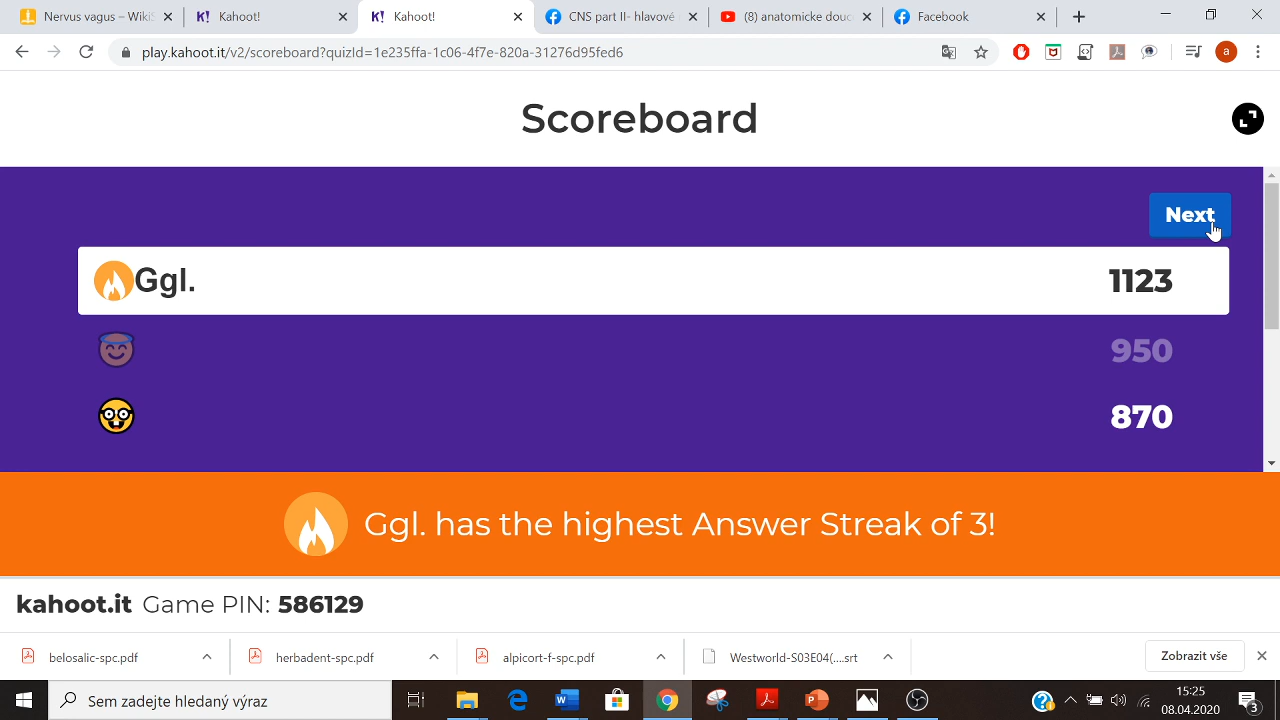 Nervus vagus – WikiS
Kahoot!
Kahoot!
CNS part II- hlavové
(8) anatomicke douc
Facebook
play.kahoot.it/v2/scoreboard?quizId=1e235ffa-1c06-4f7e-820a-31276d95fed6
a
Scoreboard
Next
Ggl. 1123
950
870
Ggl. has the highest Answer Streak of 3!
kahoot.it Game PIN: 586129
belosalic-spc.pdf
herbadent-spc.pdf
alpicort-f-spc.pdf
Westworld-S03E04(....srt
Zobrazit vše
Sem zadejte hledaný výraz
15:25
08.04.2020
3